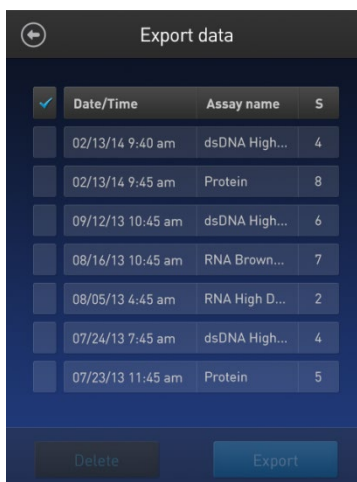 Export data
Date/Time Assay name S
02/13/14 9:40 am dsDNA High... 4
02/13/14 9:45 am Protein 8
09/12/13 10:45 am dsDNA High... 6
08/16/13 10:45 am RNA Brown... 7
08/05/13 4:45 am RNA High D... 2
07/24/13 7:45 am dsDNA High... 4
07/23/13 11:45 am Protein 5
Delete Export